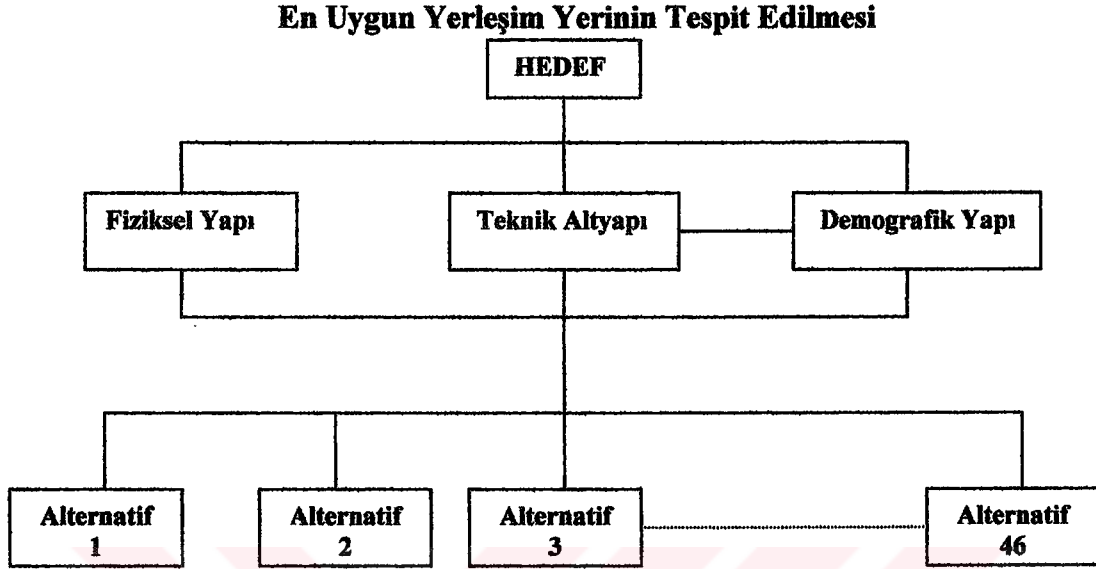 En Uygun Yerleşim Yerinin Tespit Edilmesi
HEDEF
Fiziksel Yapı
Teknik Altyapı
Demografik Yapı
Alternatif
1
Alternatif
2
Alternatif
3
Alternatif
46